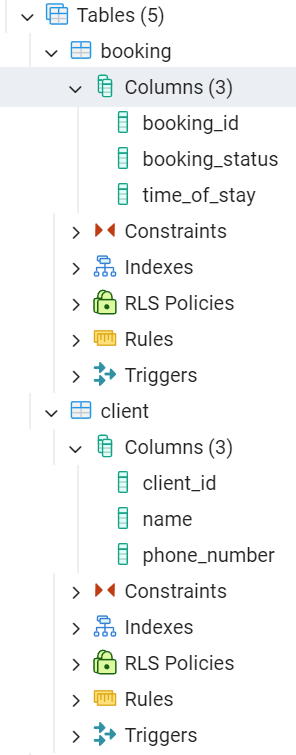 Tables (5)
booking
Columns (3)
booking_id
booking_status
time_of_stay
Constraints
Indexes
RLS Policies
Rules
Triggers
client
Columns (3)
client_id
name
phone_number
Constraints
Indexes
RLS Policies
Rules
Triggers